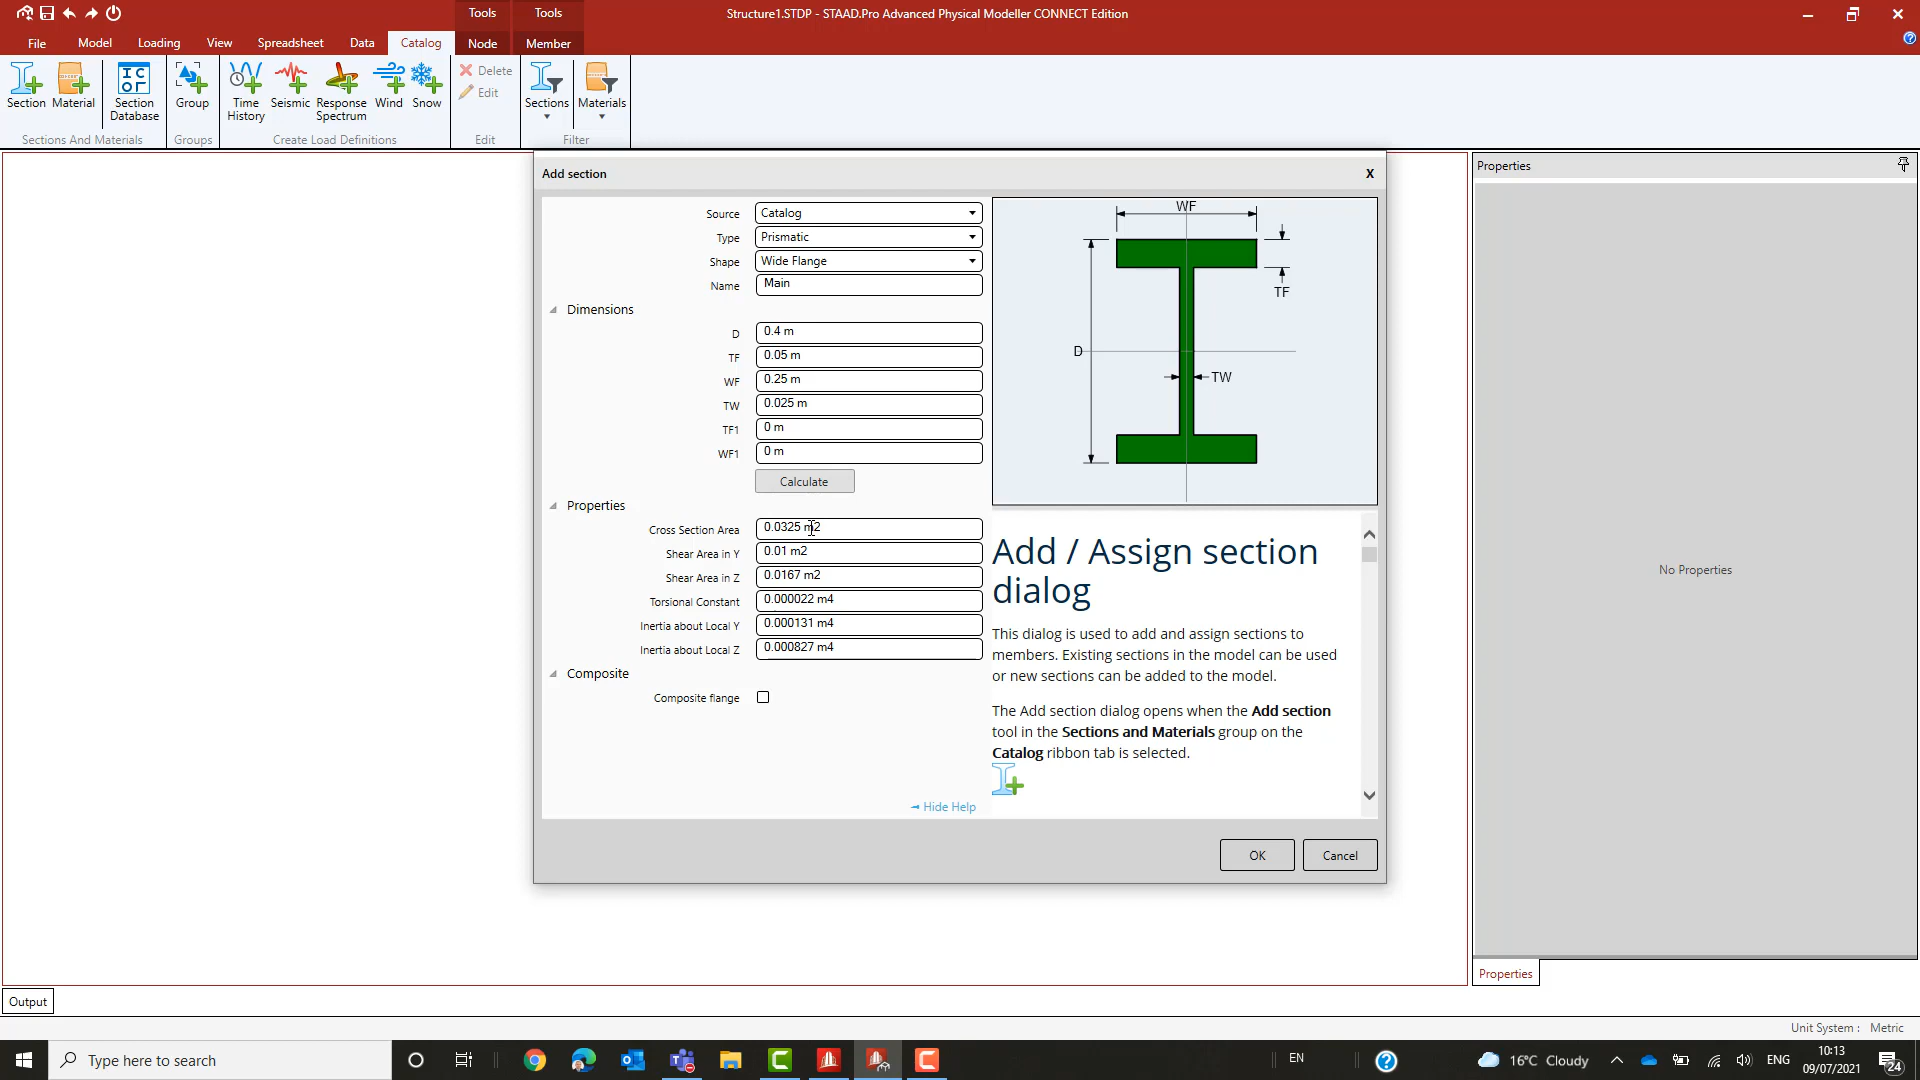 Tools
Tools
Structure1.STDP - STAAD.Pro Advanced Physical Modeller CONNECT Edition
File
Model
Loading
View
Spreadsheet
Data
Catalog
Node
Member
Section
Material
Section
Database
Group
Time
History
Seismic
Response
Spectrum
Wind
Snow
Delete
Edit
Sections
Materials
Sections And Materials
Groups
Create Load Definitions
Edit
Filter
Add section
X
Source
Catalog
Type
Prismatic
Shape
Wide Flange
Name
Main
Dimensions
D
0.4 m
TF
0.05 m
WF
0.25 m
TW
0.025 m
TF1
0 m
WF1
0 m
Calculate
Properties
Cross Section Area
0.0325 m2
Shear Area in Y
0.01 m2
Shear Area in Z
0.0167 m2
Torsional Constant
0.000022 m4
Inertia about Local Y
0.000131 m4
Inertia about Local Z
0.000827 m4
Composite
Composite flange
Hide Help
WF
TF
D
TW
Add / Assign section
dialog
This dialog is used to add and assign sections to
members. Existing sections in the model can be used
or new sections can be added to the model.
The Add section dialog opens when the Add section
tool in the Sections and Materials group on the
Catalog ribbon tab is selected.
OK
Cancel
Properties
No Properties
Properties
Output
Unit System : Metric
Type here to search
EN
16°C Cloudy
ENG
10:13
09/07/2021
24